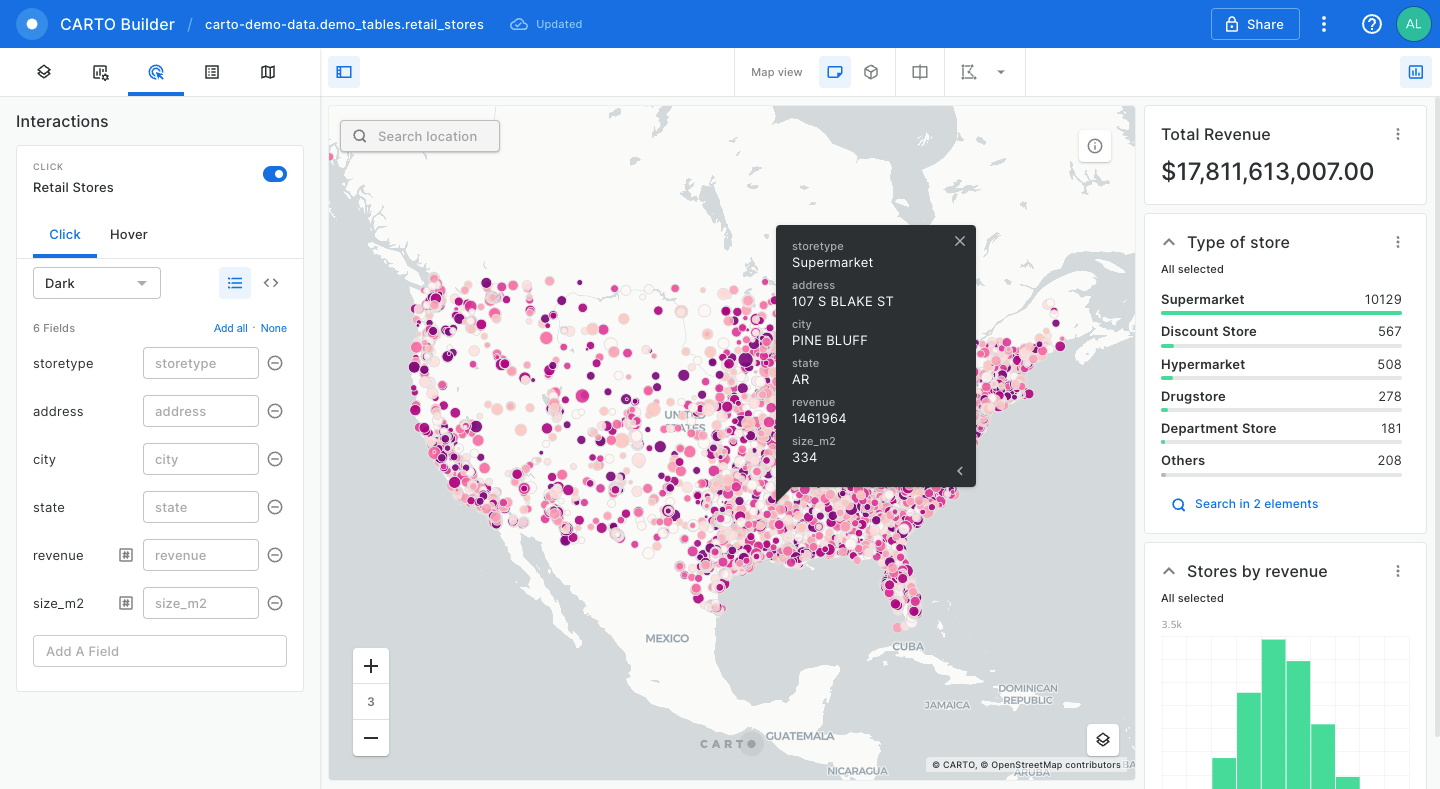 CARTO Builder / carto-demo-data.demo_tables.retail_stores Updated Share AL
Map view
Interactions
CLICK
Retail Stores
Click Hover
Dark
6 Fields Add all · None
storetype storetype
address address
city city
state state
revenue # revenue
size_m2 # size_m2
Add A Field
Search location
storetype
Supermarket
address
107 S BLAKE ST
city
PINE BLUFF
state
AR
revenue
1461964
size_m2
334
UNITED
STATES
MEXICO
CUBA
DOMINICAN
REPUBLIC
JAMAICA
GUATEMALA
NICARAGUA
ARUBA
3
CARTO
© CARTO, © OpenStreetMap contributors
Total Revenue
$17,811,613,007.00
Type of store
All selected
Supermarket 10129
Discount Store 567
Hypermarket 508
Drugstore 278
Department Store 181
Others 208
Search in 2 elements
Stores by revenue
All selected
3.5k